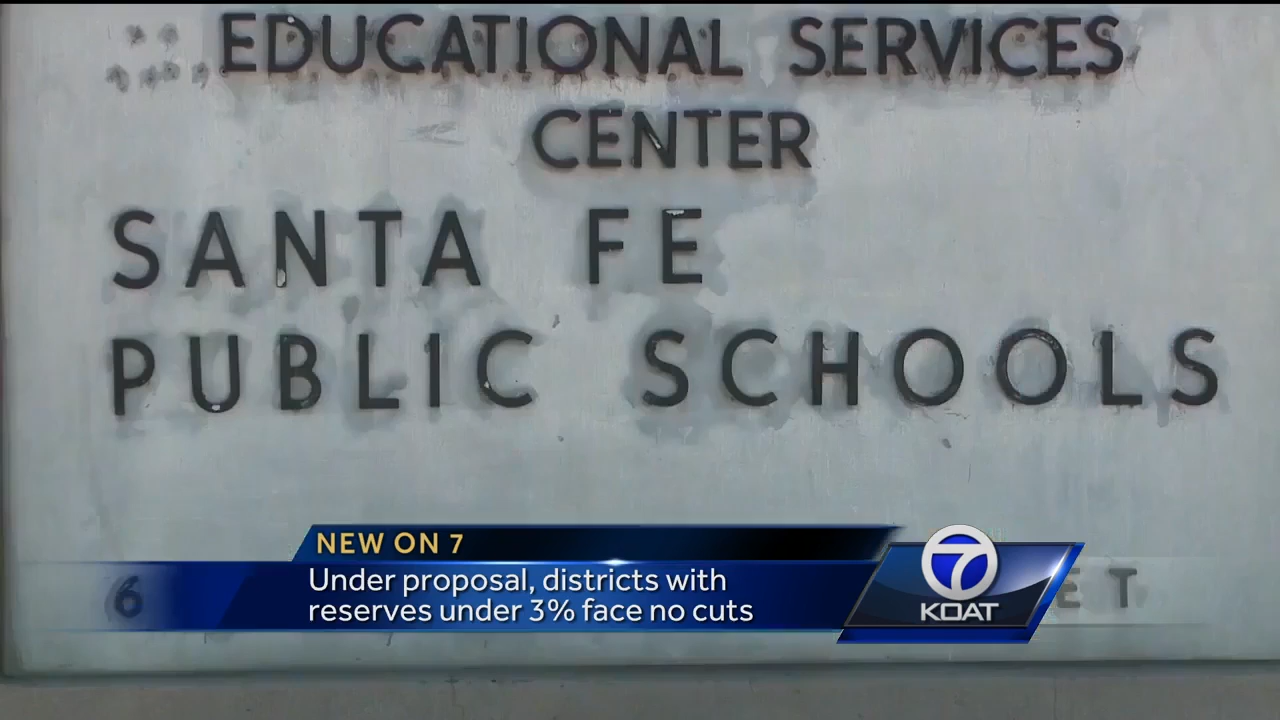 EDUCATIONAL SERVICES
CENTER
SANTA FE
PUBLIC SCHOOLS
NEW ON 7
Under proposal, districts with
reserves under 3% face no cuts
7
KOAT
6
E T